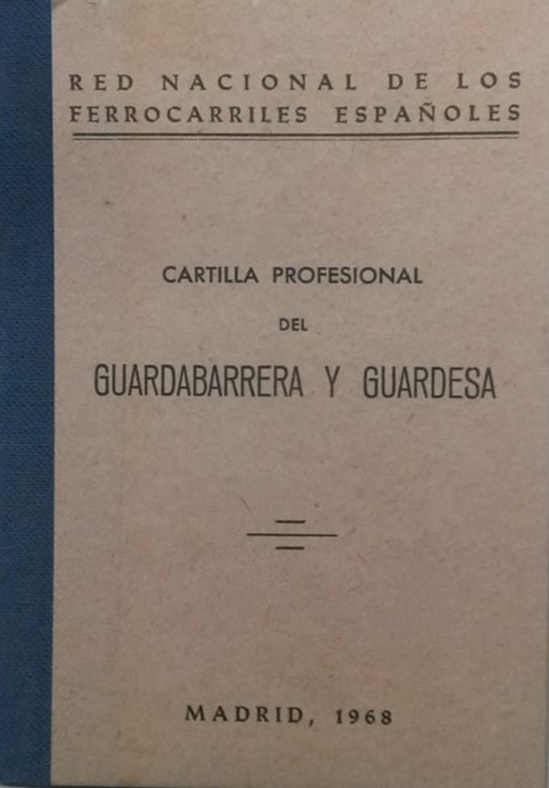 RED NACIONAL DE LOS
FERROCARRILES ESPAÑOLES
CARTILLA PROFESIONAL
DEL
GUARDABARRERA Y GUARDESA
MADRID, 1968